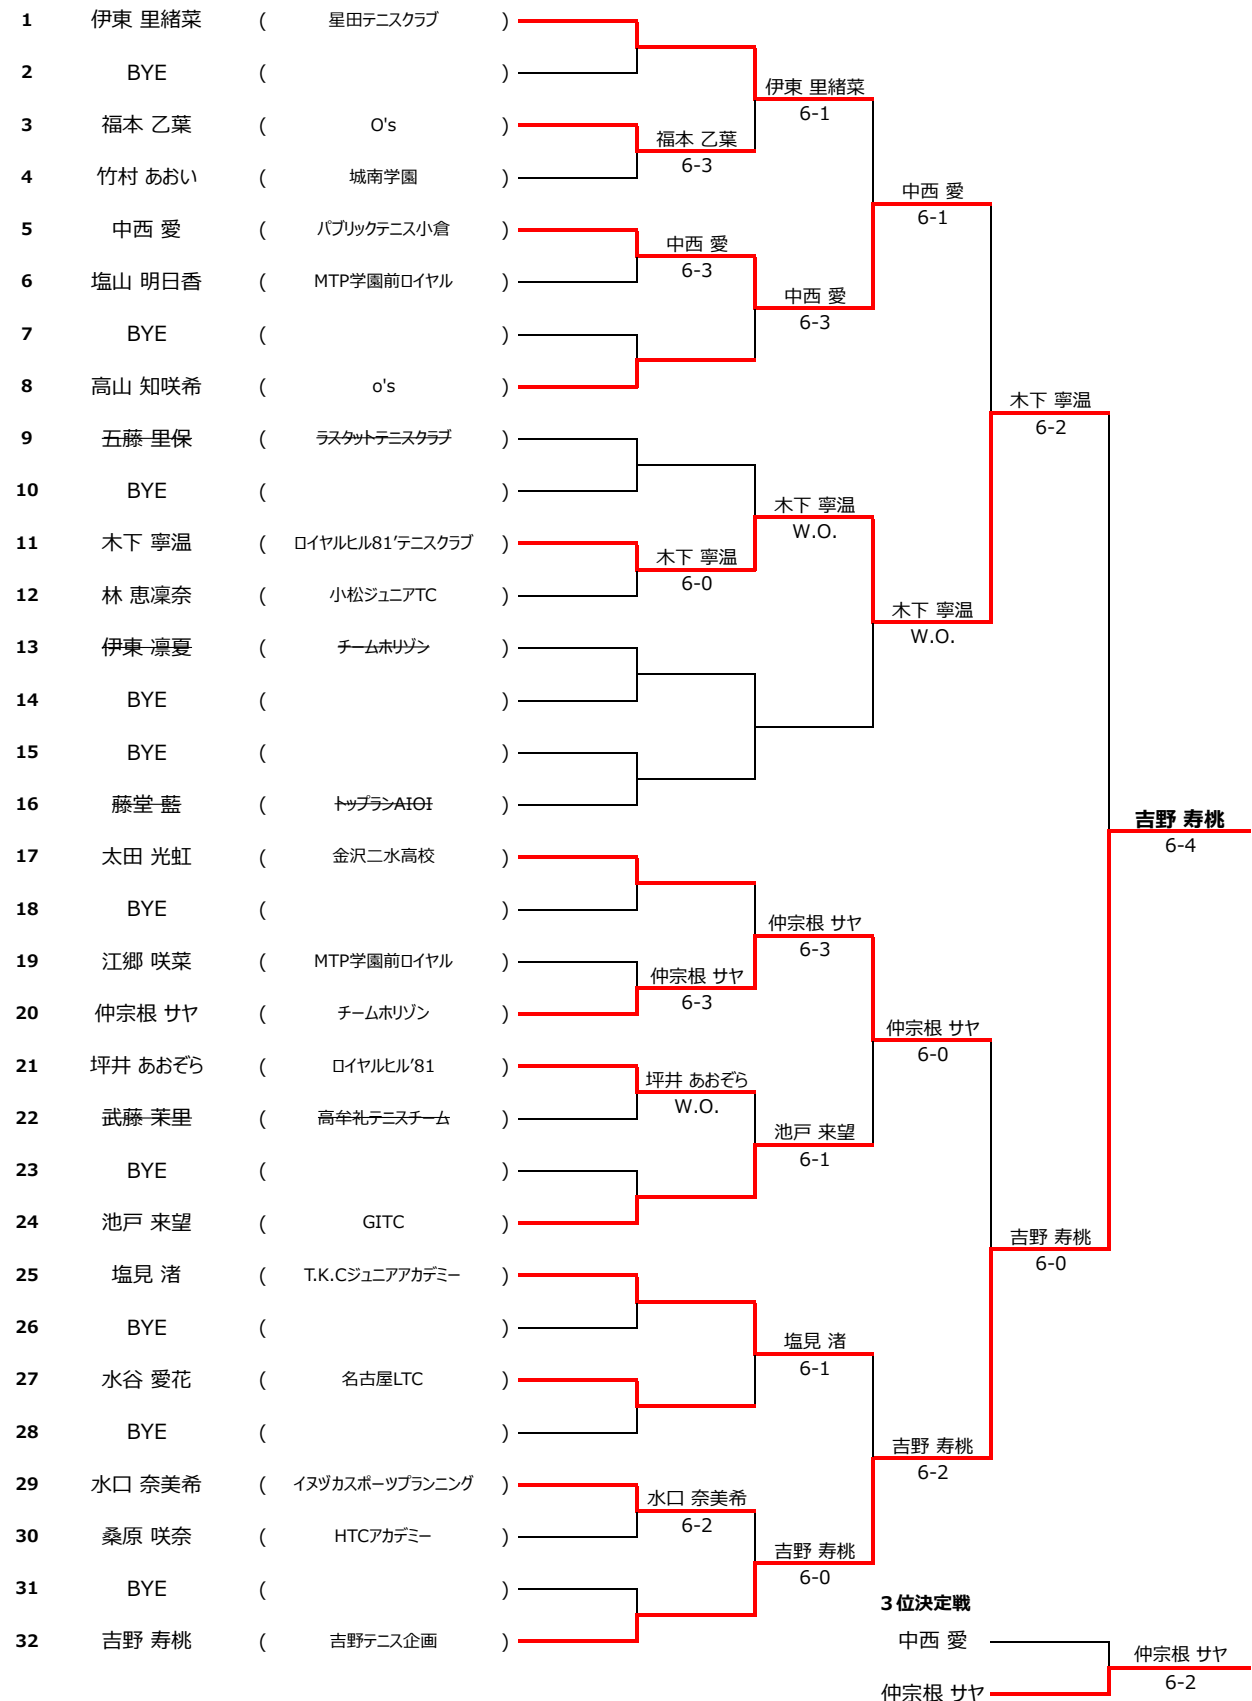 1 伊東 里緒菜 ( 星田テニスクラブ )
2 BYE ( )
伊東 里緒菜
6-1
3 福本 乙葉 ( O's )
福本 乙葉
6-3
4 竹村 あおい ( 城南学園 )
中西 愛
6-1
5 中西 愛 ( パブリックテニス小倉 )
中西 愛
6-3
6 塩山 明日香 ( MTP学園前ロイヤル )
中西 愛
6-3
7 BYE ( )
8 高山 知咲希 ( o's )
木下 寧温
6-2
9 五藤 里保 ( ラスタットテニスクラブ )
10 BYE ( )
木下 寧温
W.O.
11 木下 寧温 ( ロイヤルヒル81'テニスクラブ )
木下 寧温
6-0
12 林 恵凜奈 ( 小松ジュニアTC )
木下 寧温
W.O.
13 伊東 凛夏 ( チームホリゾン )
14 BYE ( )
15 BYE ( )
16 藤堂 藍 ( トップランAIOI )
吉野 寿桃
6-4
17 太田 光虹 ( 金沢二水高校 )
18 BYE ( )
仲宗根 サヤ
6-3
19 江郷 咲菜 ( MTP学園前ロイヤル )
仲宗根 サヤ
6-3
20 仲宗根 サヤ ( チームホリゾン )
仲宗根 サヤ
6-0
21 坪井 あおぞら ( ロイヤルヒル'81 )
坪井 あおぞら
W.O.
22 武藤 茉里 ( 高牟礼テニスチーム )
池戸 来望
6-1
23 BYE ( )
24 池戸 来望 ( GITC )
吉野 寿桃
6-0
25 塩見 渚 ( T.K.Cジュニアアカデミー )
26 BYE ( )
塩見 渚
6-1
27 水谷 愛花 ( 名古屋LTC )
28 BYE ( )
吉野 寿桃
6-2
29 水口 奈美希 ( イヌヅカスポーツプランニング )
水口 奈美希
6-2
30 桑原 咲奈 ( HTCアカデミー )
吉野 寿桃
6-0
31 BYE ( )
32 吉野 寿桃 ( 吉野テニス企画 )
３位決定戦
中西 愛
仲宗根 サヤ
6-2
仲宗根 サヤ